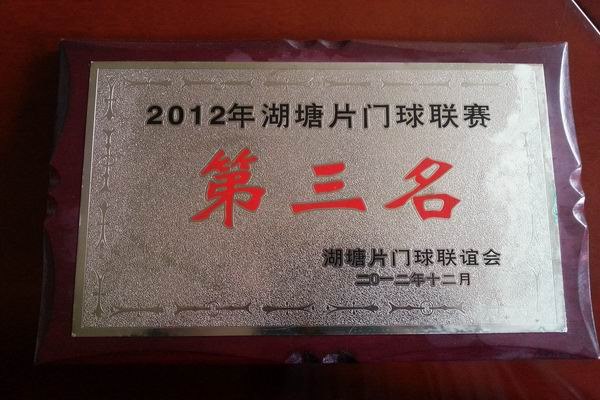 2012年湖塘片门球联赛
第三名
湖塘片门球联谊会
二〇一二年十二月